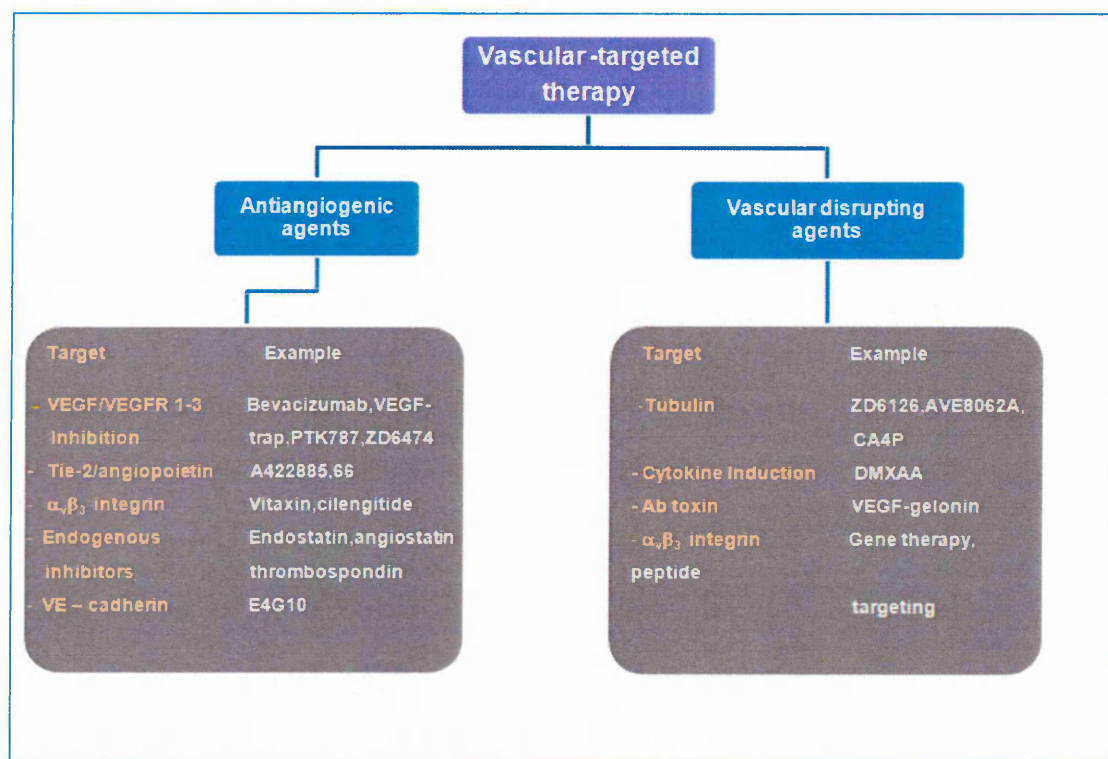 Vascular-targeted
therapy
Antiangiogenic
agents
Vascular disrupting
agents
Target Example
- VEGF/VEGFR 1-3 Bevacizumab,VEGF-
Inhibition trap,PTK787,ZD6474
- Tie-2/angiopoietin A422885,66
- αvβ3 integrin Vitaxin,cilengitide
- Endogenous Endostatin,angiostatin
inhibitors thrombospondin
- VE – cadherin E4G10
Target Example
-Tubulin ZD6126,AVE8062A,
CA4P
- Cytokine Induction DMXAA
- Ab toxin VEGF-gelonin
- αvβ3 integrin Gene therapy,
peptide
targeting